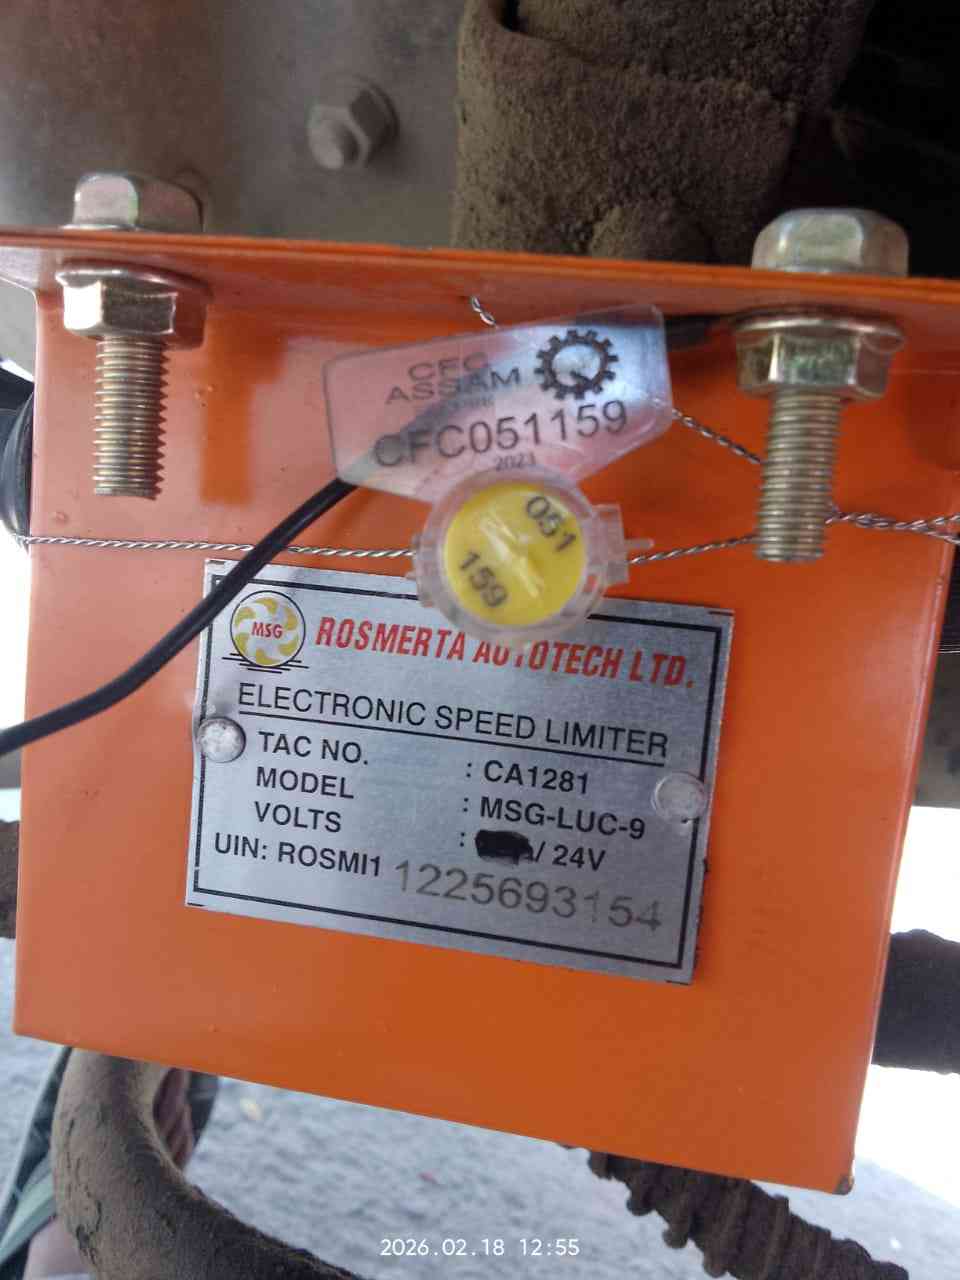 CFC
ASSAM
CFC051159
2023
051
159
MSG
ROSMERTA AUTOTECH LTD.
ELECTRONIC SPEED LIMITER
TAC NO. : CA1281
MODEL : MSG-LUC-9
VOLTS : / 24V
UIN: ROSMI1 1225693154
2026.02.18 12:55